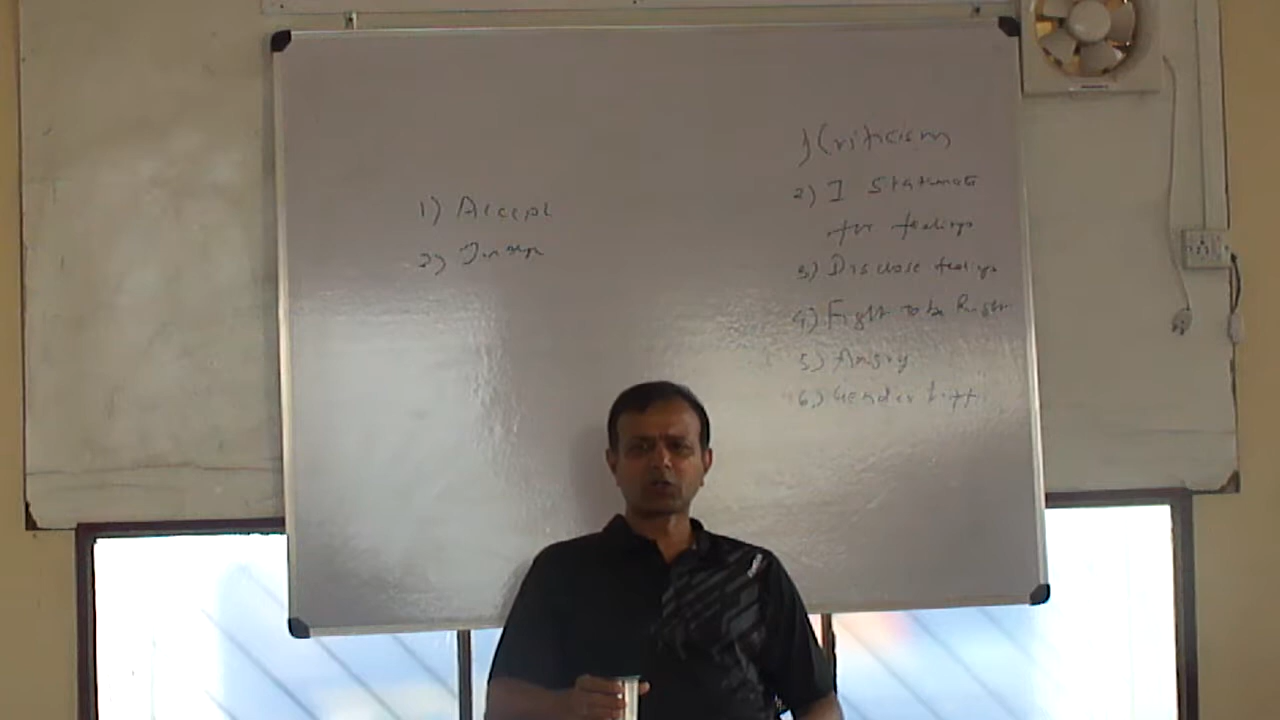 1) Accept
2)
1) Criticism
2) I Statements
for feelings
3) Disclose feelings
4) Fight to be Right
5) Angry
6) Gender Diff